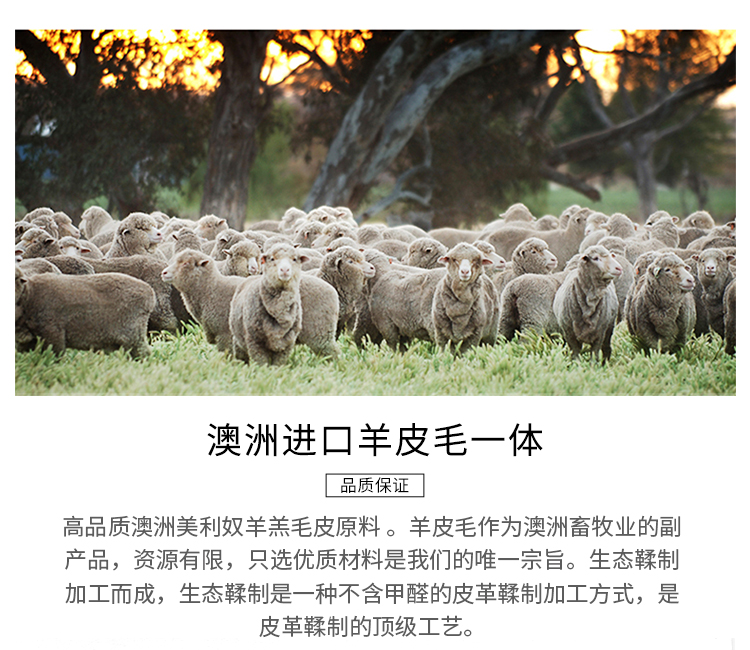 澳洲进口羊皮毛一体
品质保证
高品质澳洲美利奴羊羔毛皮原料 。羊皮毛作为澳洲畜牧业的副
产品，资源有限，只选优质材料是我们的唯一宗旨。生态鞣制
加工而成，生态鞣制是一种不含甲醛的皮革鞣制加工方式，是
皮革鞣制的顶级工艺。